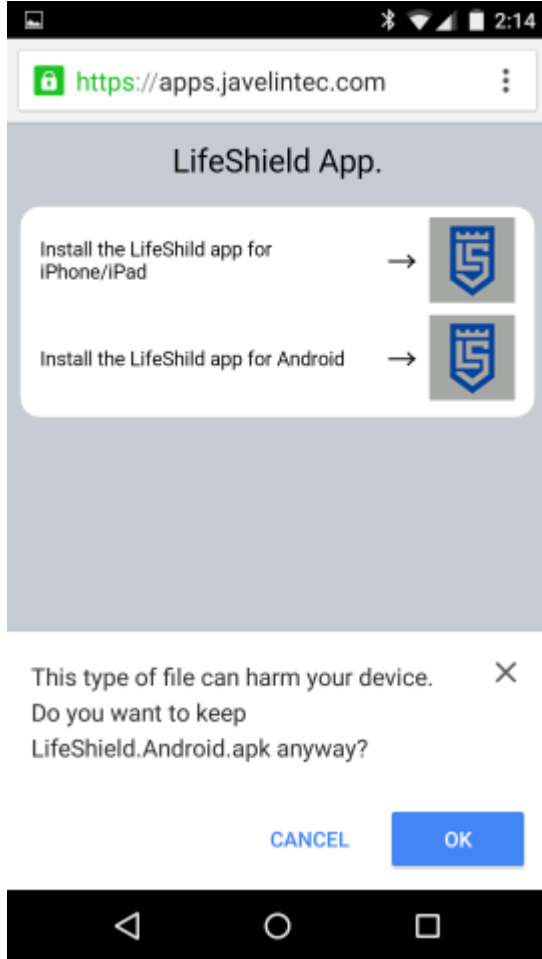 2:14
https://apps.javelintec.com
LifeShield App.
Install the LifeShild app for
iPhone/iPad
Install the LifeShild app for Android
This type of file can harm your device.
Do you want to keep
LifeShield.Android.apk anyway?
CANCEL
OK